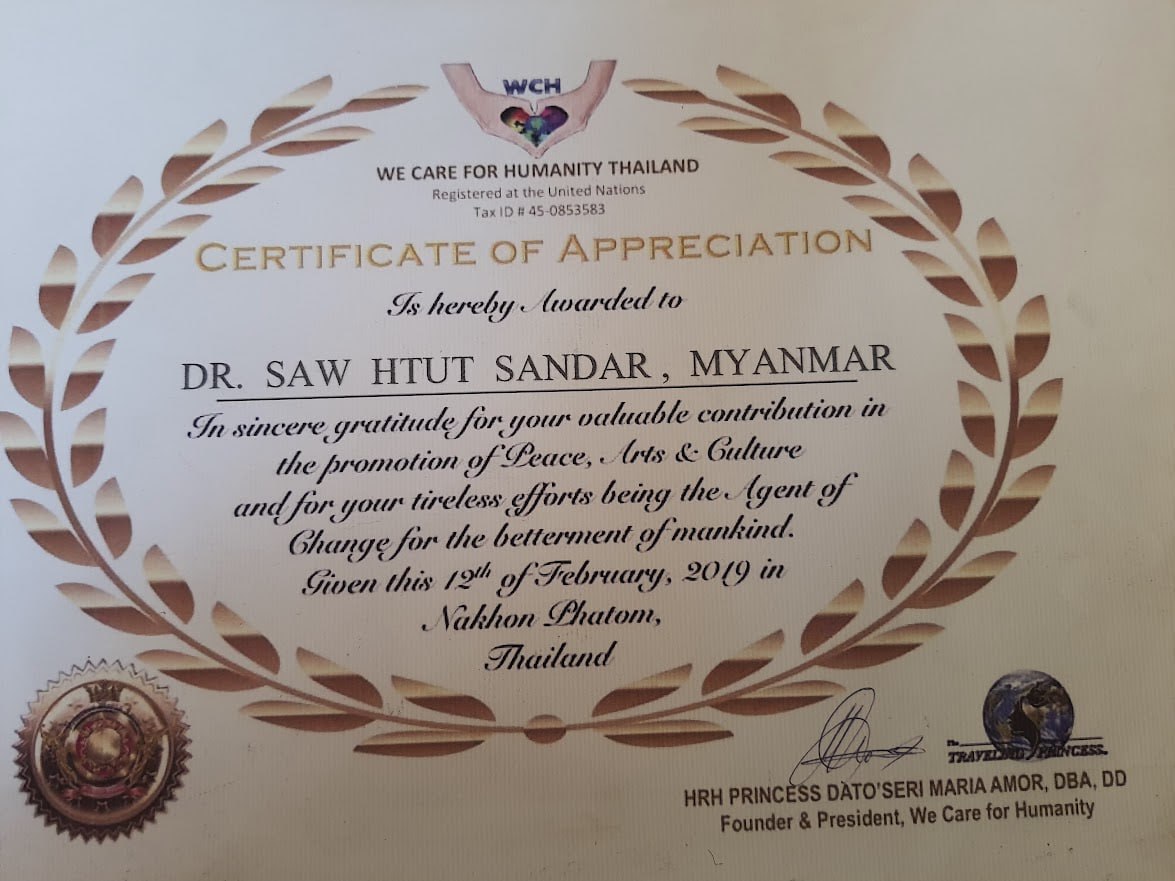 WCH
WE CARE FOR HUMANITY THAILAND
Registered at the United Nations
Tax ID # 45-0853583
CERTIFICATE OF APPRECIATION
Is hereby Awarded to
DR. SAW HTUT SANDAR, MYANMAR
In sincere gratitude for your valuable contribution in
the promotion of Peace, Arts & Culture
and for your tireless efforts being the Agent of
Change for the betterment of mankind.
Given this 12th of February, 2019 in
Nakhon Phatom,
Thailand
The
TRAVELING PRINCESS.
HRH PRINCESS DATO'SERI MARIA AMOR, DBA, DD
Founder & President, We Care for Humanity